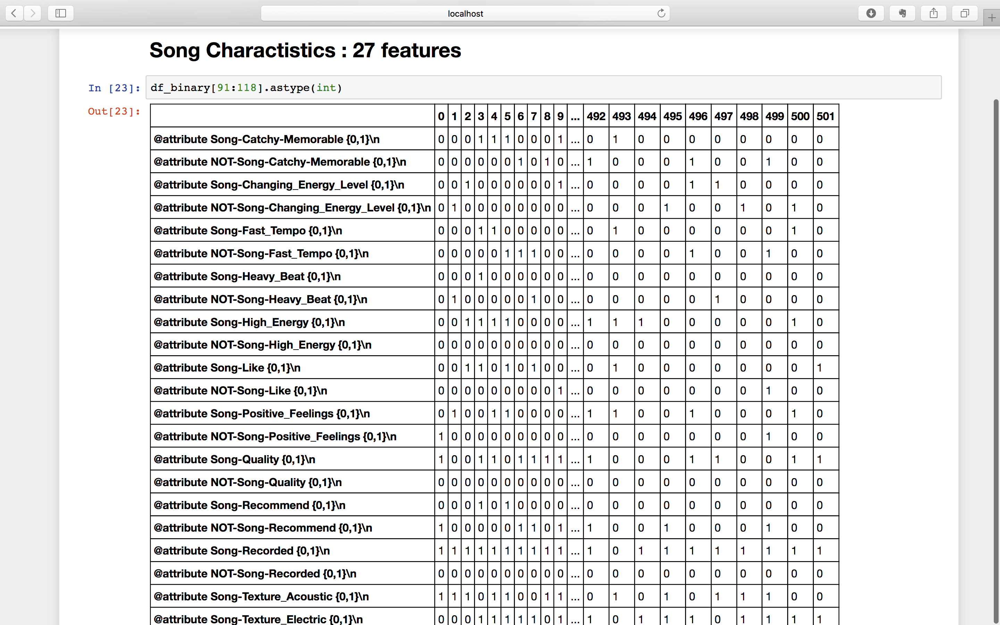 localhost
Song Charactistics : 27 features
In [23]: df_binary[91:118].astype(int)
Out[23]:
0 1 2 3 4 5 6 7 8 9 ... 492 493 494 495 496 497 498 499 500 501
@attribute Song-Catchy-Memorable {0,1}\n 0 0 0 1 1 1 0 0 0 1 ... 0 1 0 0 0 0 0 0 0 0
@attribute NOT-Song-Catchy-Memorable {0,1}\n 0 0 0 0 0 0 1 0 1 0 ... 1 0 0 0 1 0 0 1 0 0
@attribute Song-Changing_Energy_Level {0,1}\n 0 0 1 0 0 0 0 0 0 1 ... 0 0 0 0 1 1 0 0 0 0
@attribute NOT-Song-Changing_Energy_Level {0,1}\n 0 1 0 0 0 0 0 0 0 0 ... 0 0 0 1 0 0 1 0 1 0
@attribute Song-Fast_Tempo {0,1}\n 0 0 0 1 1 0 0 0 0 0 ... 0 1 0 0 0 0 0 0 1 0
@attribute NOT-Song-Fast_Tempo {0,1}\n 0 0 0 0 0 1 1 1 0 0 ... 0 0 0 0 1 0 0 1 0 0
@attribute Song-Heavy_Beat {0,1}\n 0 0 0 1 0 0 0 0 0 0 ... 0 0 0 0 0 0 0 0 0 0
@attribute NOT-Song-Heavy_Beat {0,1}\n 0 1 0 0 0 0 0 1 0 0 ... 0 0 0 0 0 1 0 0 0 0
@attribute Song-High_Energy {0,1}\n 0 0 1 1 1 1 0 0 0 0 ... 1 1 1 0 0 0 0 0 1 0
@attribute NOT-Song-High_Energy {0,1}\n 0 0 0 0 0 0 0 0 0 0 ... 0 0 0 0 0 0 0 0 0 0
@attribute Song-Like {0,1}\n 0 0 1 1 0 1 0 1 0 0 ... 0 1 0 0 0 0 0 0 0 1
@attribute NOT-Song-Like {0,1}\n 0 0 0 0 0 0 0 0 0 1 ... 0 0 0 0 0 0 0 1 0 0
@attribute Song-Positive_Feelings {0,1}\n 0 1 0 0 1 1 0 0 0 0 ... 1 1 0 0 1 0 0 0 1 0
@attribute NOT-Song-Positive_Feelings {0,1}\n 1 0 0 0 0 0 0 0 0 0 ... 0 0 0 0 0 0 0 1 0 0
@attribute Song-Quality {0,1}\n 1 0 0 1 1 0 1 1 1 1 ... 1 0 0 0 1 1 0 0 1 1
@attribute NOT-Song-Quality {0,1}\n 0 0 0 0 0 0 0 0 0 0 ... 0 0 0 0 0 0 0 0 0 0
@attribute Song-Recommend {0,1}\n 0 0 0 1 0 1 0 0 0 0 ... 0 0 0 0 0 0 0 0 0 0
@attribute NOT-Song-Recommend {0,1}\n 1 0 0 0 0 0 1 1 0 1 ... 1 0 0 1 0 0 0 1 0 0
@attribute Song-Recorded {0,1}\n 1 1 1 1 1 1 1 1 1 1 ... 1 0 1 1 1 1 1 1 1 1
@attribute NOT-Song-Recorded {0,1}\n 0 0 0 0 0 0 0 0 0 0 ... 0 0 0 0 0 0 0 0 0 0
@attribute Song-Texture_Acoustic {0,1}\n 1 1 1 0 1 1 0 0 1 1 ... 0 1 0 1 0 1 1 1 0 0
@attribute Song-Texture_Electric {0,1}\n 0 0 0 1 1 1 1 1 0 1 ... 1 0 1 1 1 0 1 1 1 1